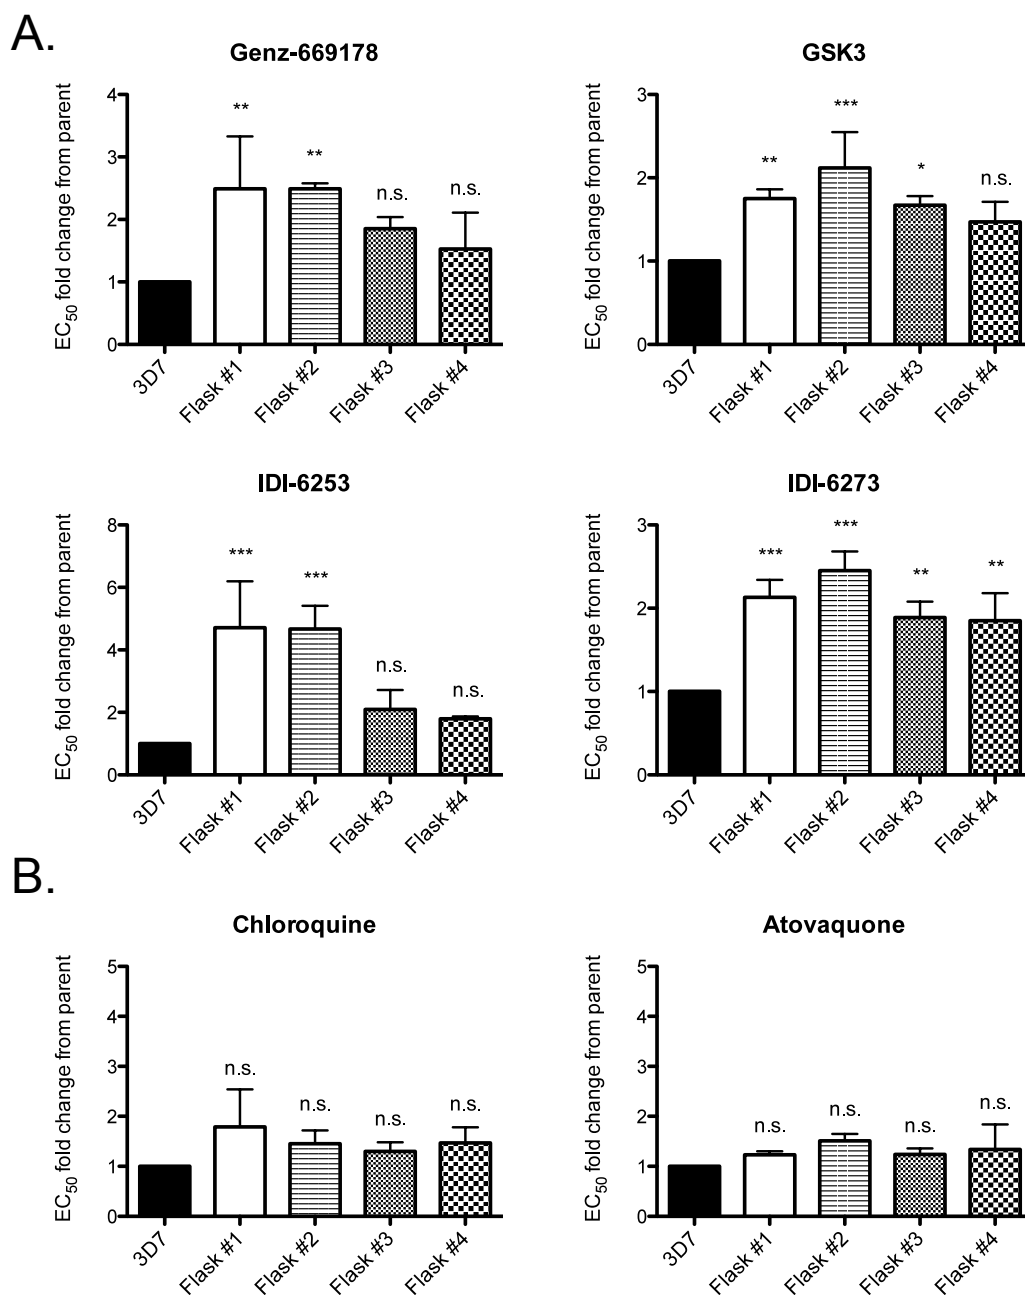 A.
Genz-669178
EC50 fold change from parent
4
3
2
1
0
**
**
n.s.
n.s.
3D7
Flask #1
Flask #2
Flask #3
Flask #4
GSK3
EC50 fold change from parent
3
2
1
0
**
***
*
n.s.
3D7
Flask #1
Flask #2
Flask #3
Flask #4
IDI-6253
EC50 fold change from parent
8
6
4
2
0
***
***
n.s.
n.s.
3D7
Flask #1
Flask #2
Flask #3
Flask #4
IDI-6273
EC50 fold change from parent
3
2
1
0
***
***
**
**
3D7
Flask #1
Flask #2
Flask #3
Flask #4
B.
Chloroquine
EC50 fold change from parent
5
4
3
2
1
0
n.s.
n.s.
n.s.
n.s.
3D7
Flask #1
Flask #2
Flask #3
Flask #4
Atovaquone
EC50 fold change from parent
5
4
3
2
1
0
n.s.
n.s.
n.s.
n.s.
3D7
Flask #1
Flask #2
Flask #3
Flask #4